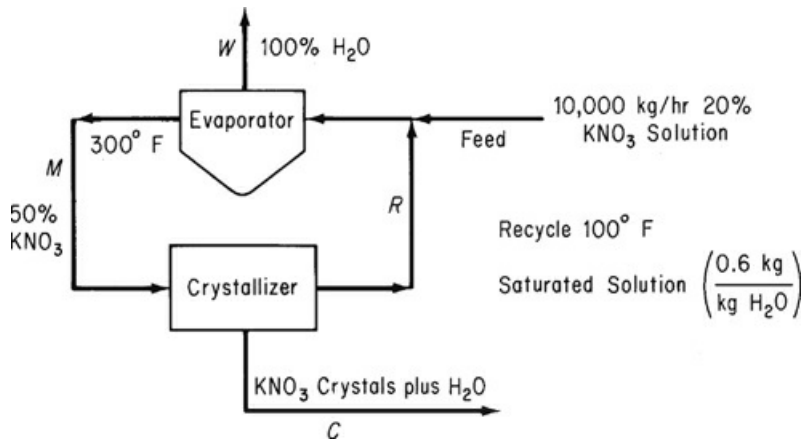 W 100% H₂O
Evaporator
10,000 kg/hr 20%
KNO₃ Solution
Feed
300° F
M
50%
KNO₃
R
Recycle 100° F
Saturated Solution (0.6 kg / kg H₂O)
Crystallizer
KNO₃ Crystals plus H₂O
C